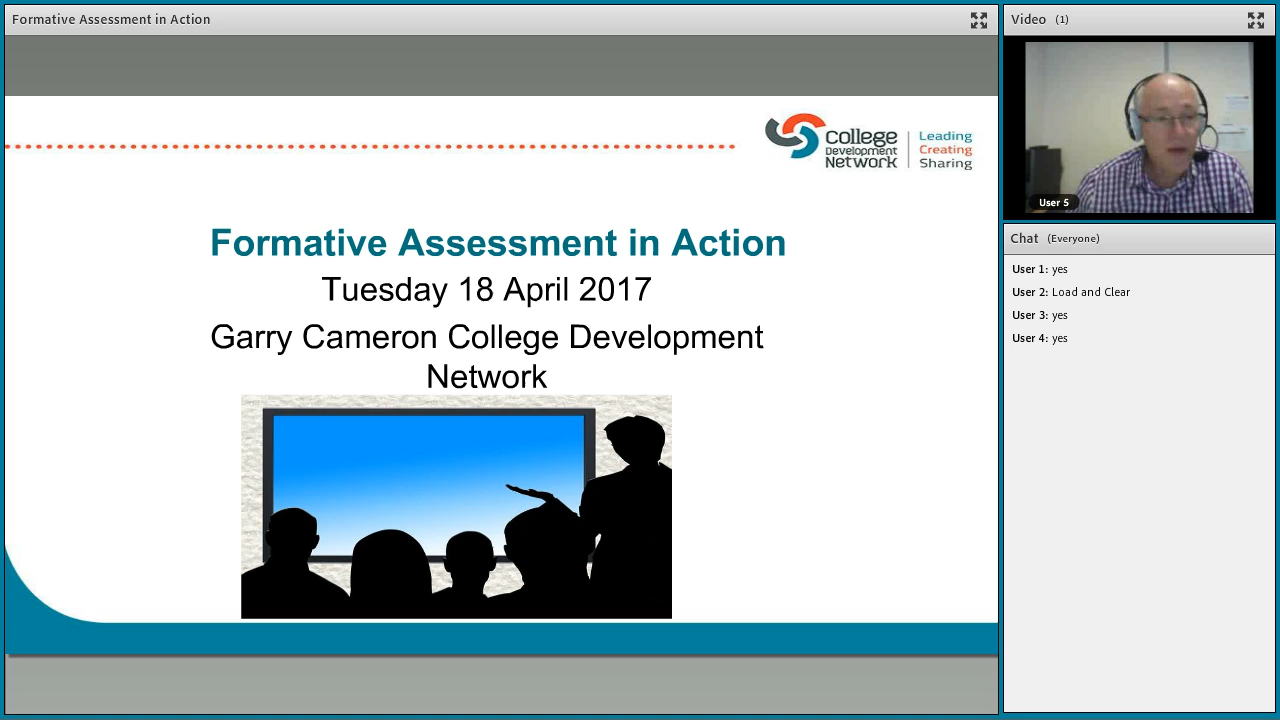 Formative Assessment in Action
College
Development
Network
Leading
Creating
Sharing
Formative Assessment in Action
Tuesday 18 April 2017
Garry Cameron College Development
Network
Video (1)
User 5
Chat (Everyone)
User 1: yes
User 2: Load and Clear
User 3: yes
User 4: yes